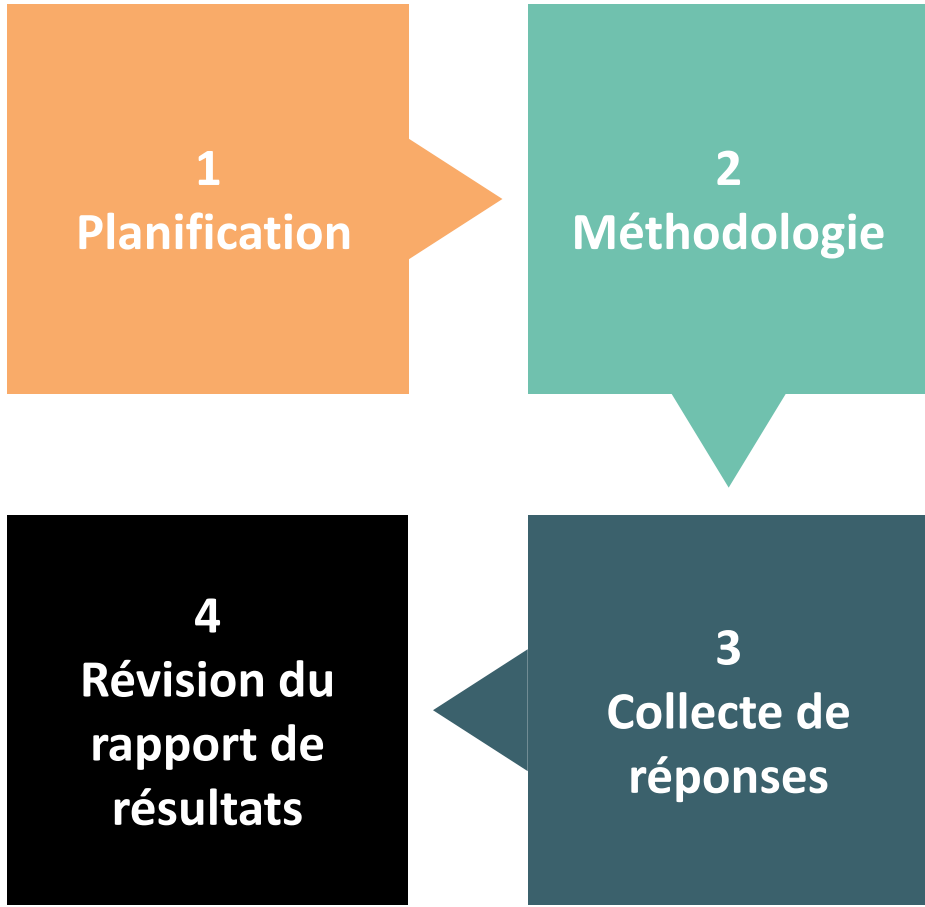 1
Planification
2
Méthodologie
3
Collecte de
réponses
4
Révision du
rapport de
résultats